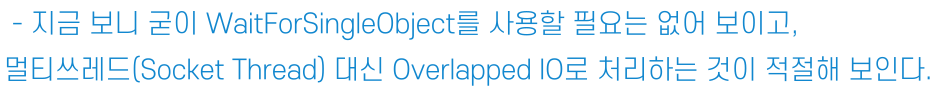 - 지금 보니 굳이 WaitForSingleObject를 사용할 필요는 없어 보이고,
멀티쓰레드(Socket Thread) 대신 Overlapped IO로 처리하는 것이 적절해 보인다.